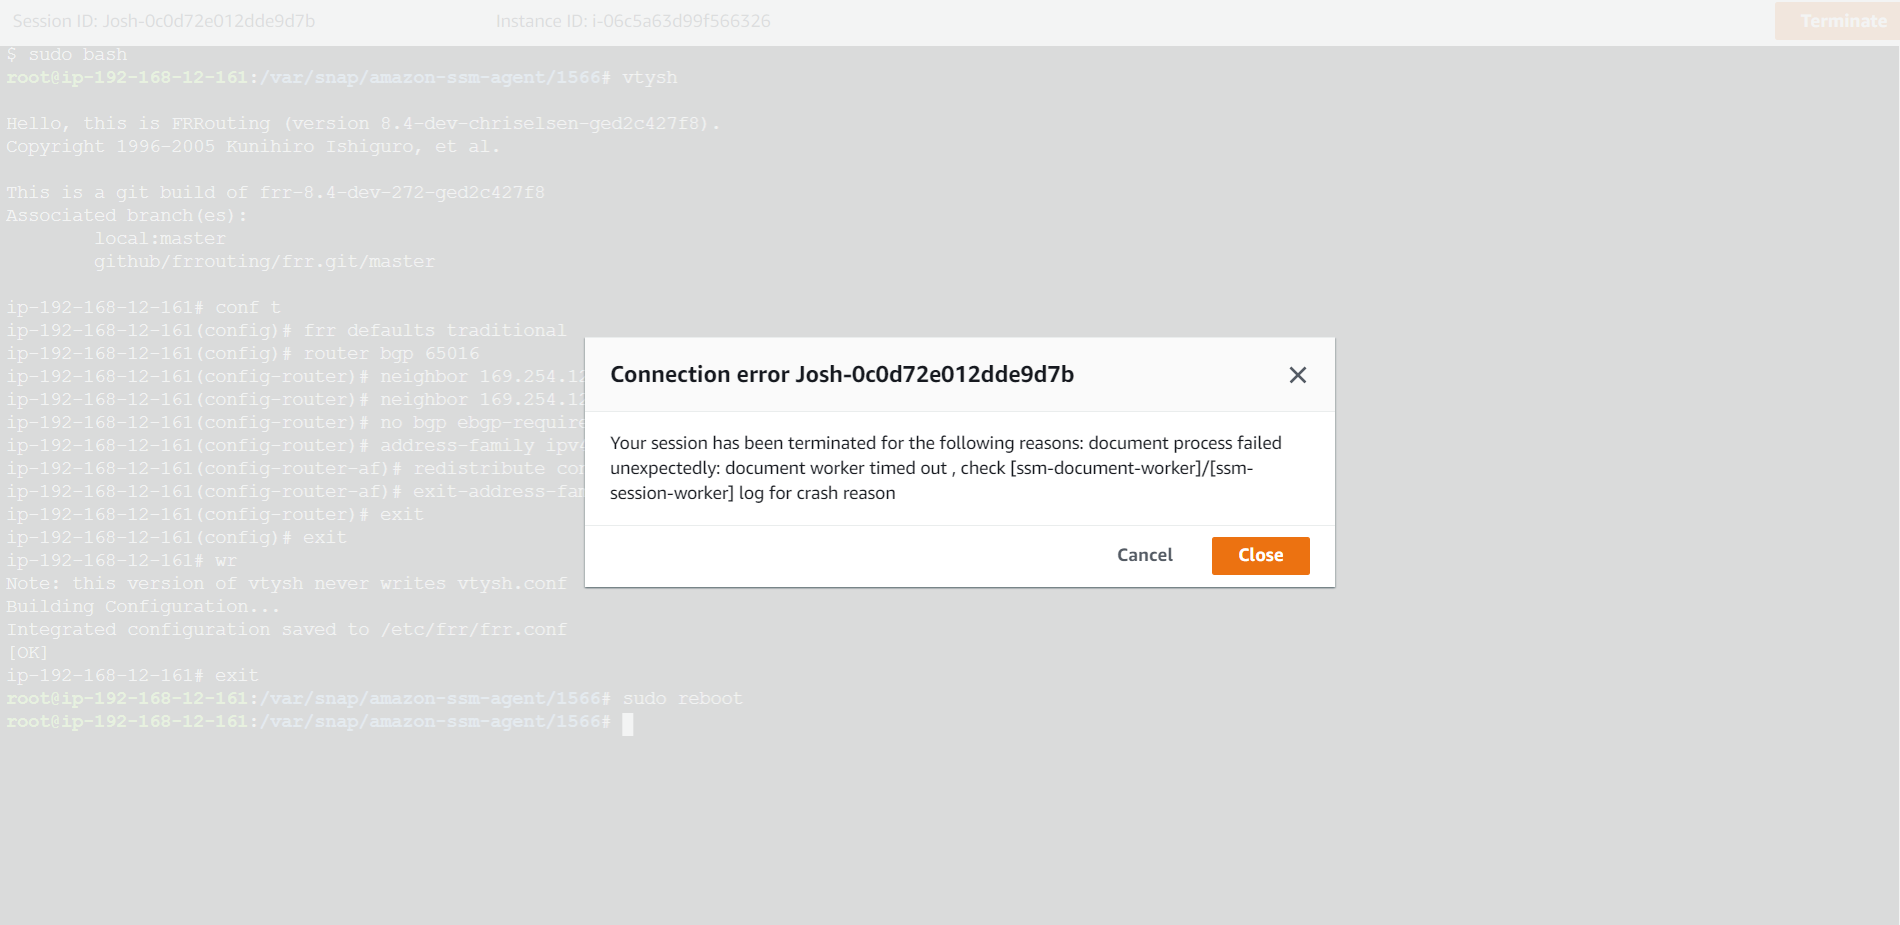 Session ID: Josh-0c0d72e012dde9d7b Instance ID: i-06c5a63d99f566326 Terminate
$ sudo bash
root@ip-192-168-12-161:/var/snap/amazon-ssm-agent/1566# vtysh
Hello, this is FRRouting (version 8.4-dev-chriselsen-ged2c427f8).
Copyright 1996-2005 Kunihiro Ishiguro, et al.
This is a git build of frr-8.4-dev-272-ged2c427f8
Associated branch(es):
local:master
github/frrouting/frr.git/master
ip-192-168-12-161# conf t
ip-192-168-12-161(config)# frr defaults traditional
ip-192-168-12-161(config)# router bgp 65016
ip-192-168-12-161(config-router)# neighbor 169.254.12
ip-192-168-12-161(config-router)# neighbor 169.254.12
ip-192-168-12-161(config-router)# no bgp ebgp-require
ip-192-168-12-161(config-router)# address-family ipv4
ip-192-168-12-161(config-router-af)# redistribute con
ip-192-168-12-161(config-router-af)# exit-address-fam
ip-192-168-12-161(config-router)# exit
ip-192-168-12-161(config)# exit
ip-192-168-12-161# wr
Note: this version of vtysh never writes vtysh.conf
Building Configuration...
Integrated configuration saved to /etc/frr/frr.conf
[OK]
ip-192-168-12-161# exit
root@ip-192-168-12-161:/var/snap/amazon-ssm-agent/1566# sudo reboot
root@ip-192-168-12-161:/var/snap/amazon-ssm-agent/1566#
Connection error Josh-0c0d72e012dde9d7b
Your session has been terminated for the following reasons: document process failed
unexpectedly: document worker timed out , check [ssm-document-worker]/[ssm-
session-worker] log for crash reason
Cancel Close